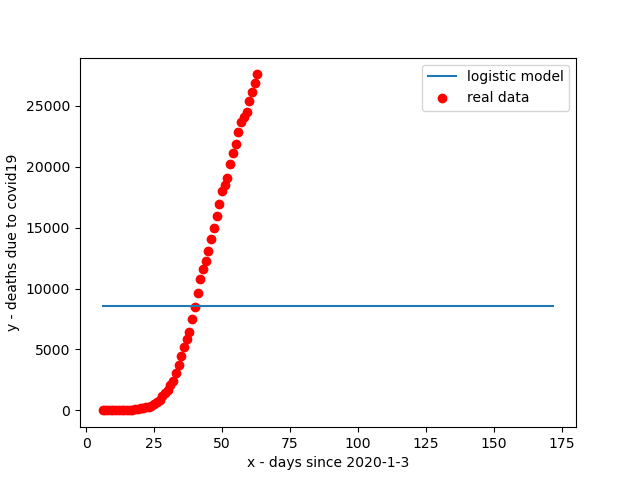 logistic model
real data
25000
20000
15000
10000
5000
0
y - deaths due to covid19
0 25 50 75 100 125 150 175
x - days since 2020-1-3